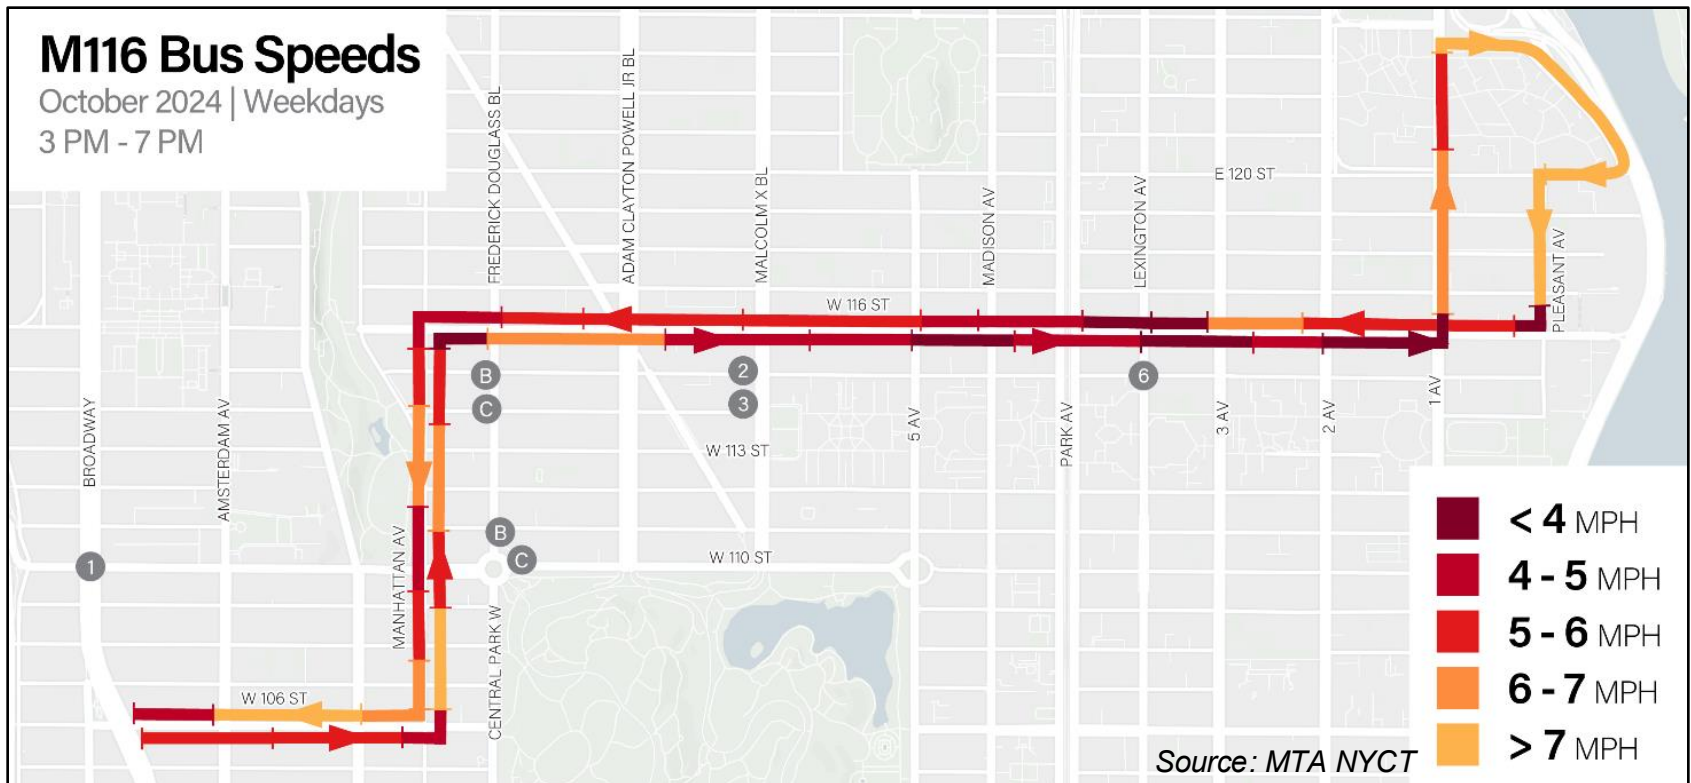 M116 Bus Speeds
October 2024 | Weekdays
3 PM - 7 PM
FREDERICK DOUGLASS BL
ADAM CLAYTON POWELL JR BL
MALCOLM X BL
MADISON AV
LEXINGTON AV
E 120 ST
PLEASANT AV
W 116 ST
B
C
2
3
6
BROADWAY
AMSTERDAM AV
W 113 ST
5 AV
PARK AV
3 AV
2 AV
1 AV
MANHATTAN AV
B
C
1
W 110 ST
CENTRAL PARK W
W 106 ST
< 4 MPH
4 - 5 MPH
5 - 6 MPH
6 - 7 MPH
> 7 MPH
Source: MTA NYCT